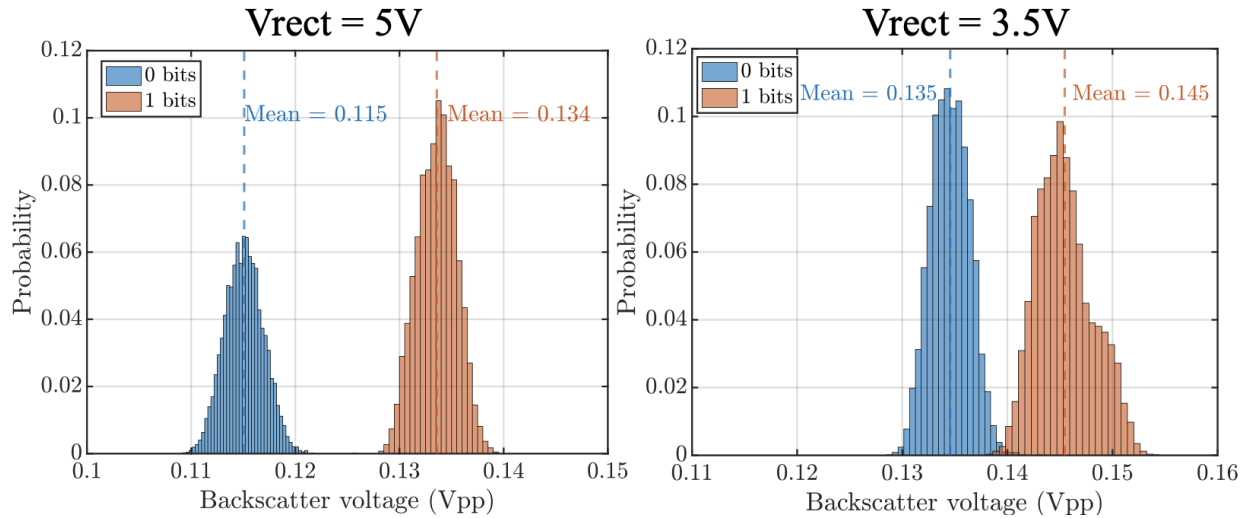 Vrect = 5V
0.12
0.1
0.08
0.06
0.04
0.02
0
Probability
0 bits
1 bits
Mean = 0.115
Mean = 0.134
0.1
0.11
0.12
0.13
0.14
0.15
Backscatter voltage (Vpp)
Vrect = 3.5V
0.12
0.1
0.08
0.06
0.04
0.02
0
Probability
0 bits
1 bits
Mean = 0.135
Mean = 0.145
0.11
0.12
0.13
0.14
0.15
0.16
Backscatter voltage (Vpp)